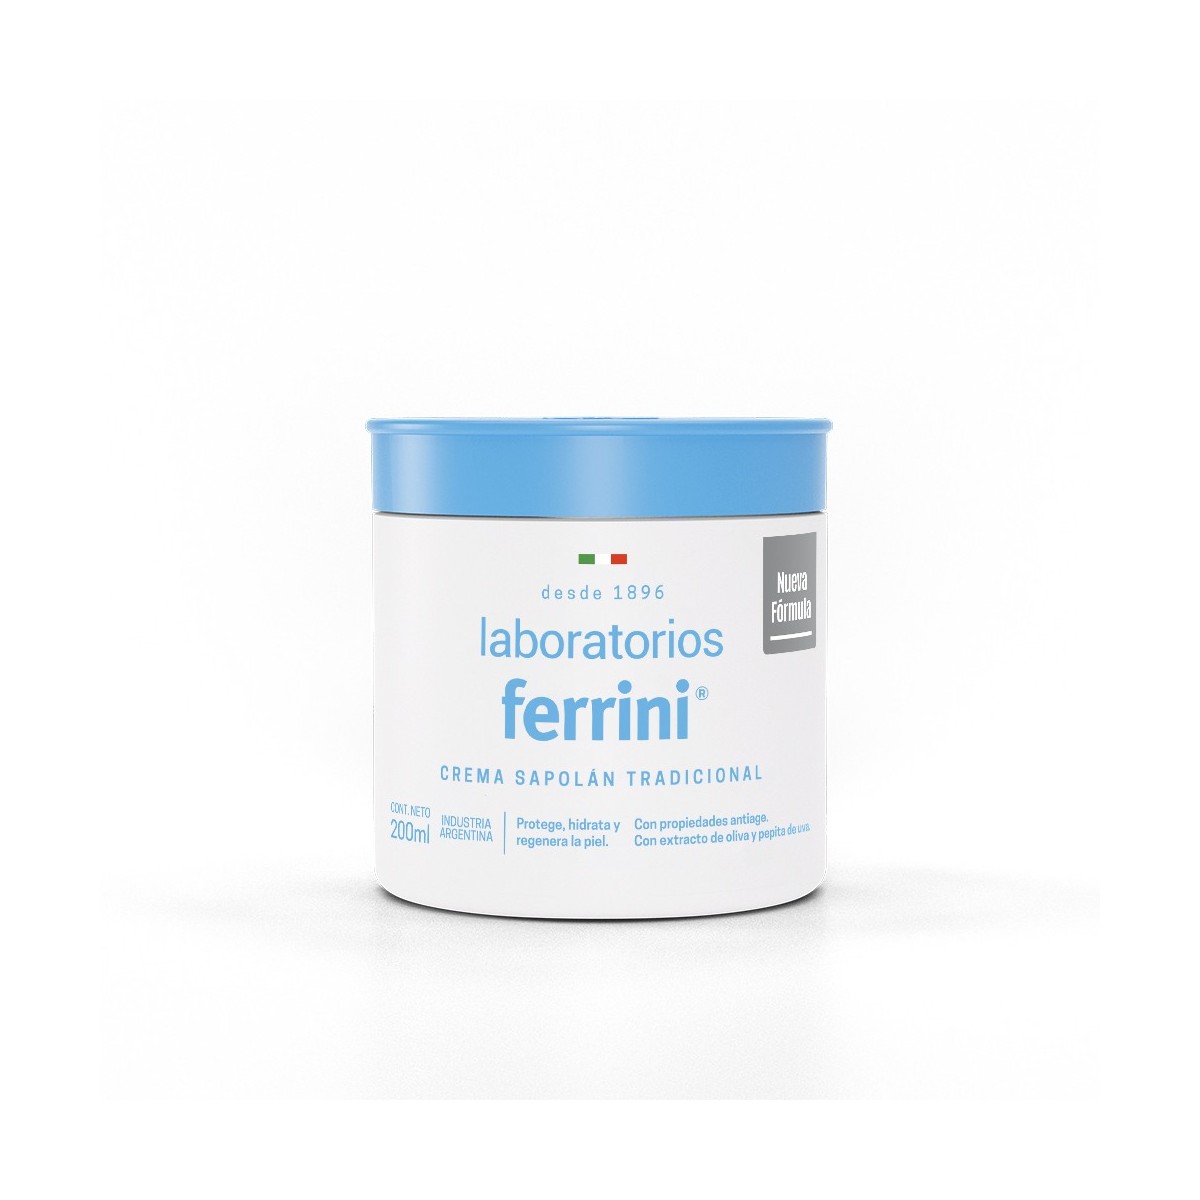 desde 1896
laboratorios
ferrini®
CREMA SAPOLÁN TRADICIONAL
Nueva
Fórmula
CONT. NETO
200ml
INDUSTRIA
ARGENTINA
Protege, hidrata y
regenera la piel.
Con propiedades antiage.
Con extracto de oliva y pepita de uva.